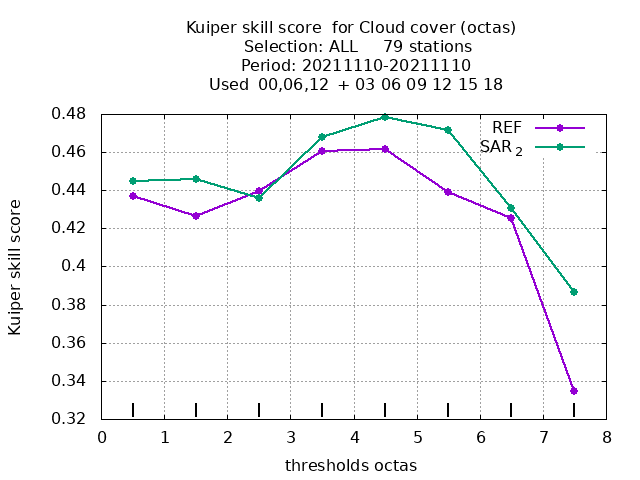 Kuiper skill score  for Cloud cover (octas)
Selection: ALL     79 stations
Period: 20211110-20211110
Used  00,06,12  + 03 06 09 12 15 18
REF
SAR 2
0.48
0.46
0.44
0.42
0.4
0.38
0.36
0.34
0.32
Kuiper skill score
0 1 2 3 4 5 6 7 8
thresholds octas